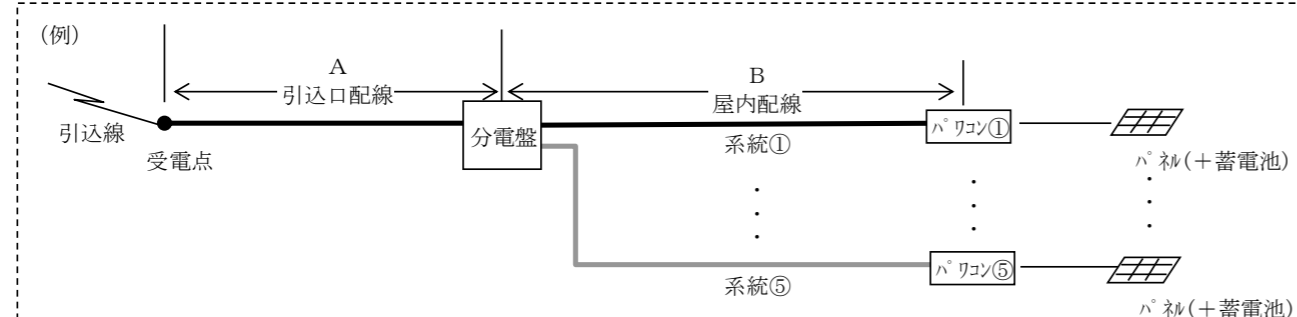 (例)
A
引込口配線
B
屋内配線
引込線
受電点
分電盤
系統①
ﾊﾟﾜｺﾝ①
ﾊﾟﾈﾙ(＋蓄電池)
系統⑤
ﾊﾟﾜｺﾝ⑤
ﾊﾟﾈﾙ(＋蓄電池)